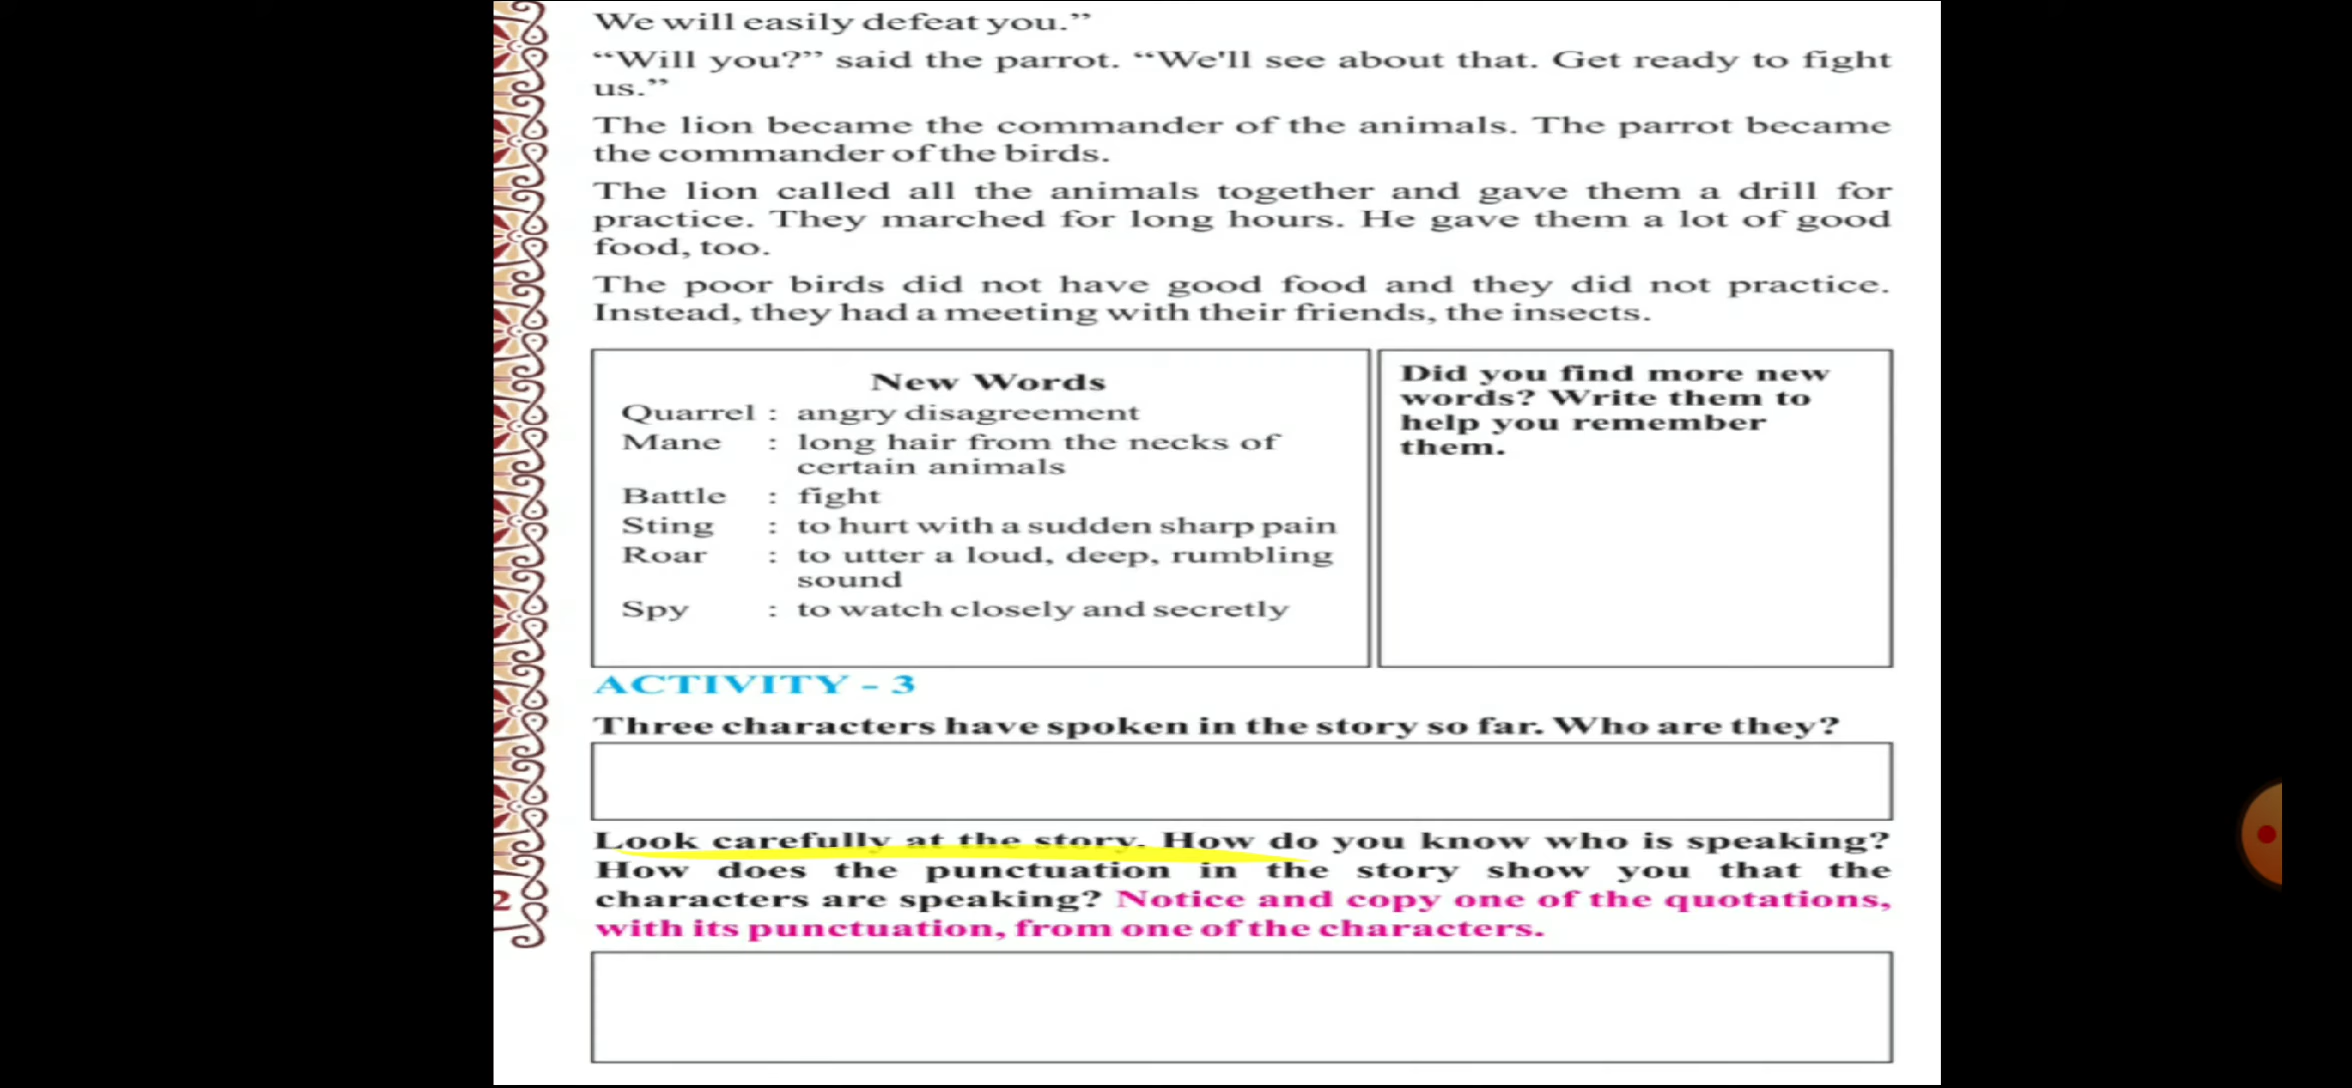 We will easily defeat you.”
“Will you?” said the parrot. “We'll see about that. Get ready to fight
us.”
The lion became the commander of the animals. The parrot became
the commander of the birds.
The lion called all the animals together and gave them a drill for
practice. They marched for long hours. He gave them a lot of good
food, too.
The poor birds did not have good food and they did not practice.
Instead, they had a meeting with their friends, the insects.
New Words
Quarrel : angry disagreement
Mane : long hair from the necks of
certain animals
Battle : fight
Sting : to hurt with a sudden sharp pain
Roar : to utter a loud, deep, rumbling
sound
Spy : to watch closely and secretly
Did you find more new
words? Write them to
help you remember
them.
ACTIVITY - 3
Three characters have spoken in the story so far. Who are they?
Look carefully at the story. How do you know who is speaking?
How does the punctuation in the story show you that the
characters are speaking? Notice and copy one of the quotations,
with its punctuation, from one of the characters.
2